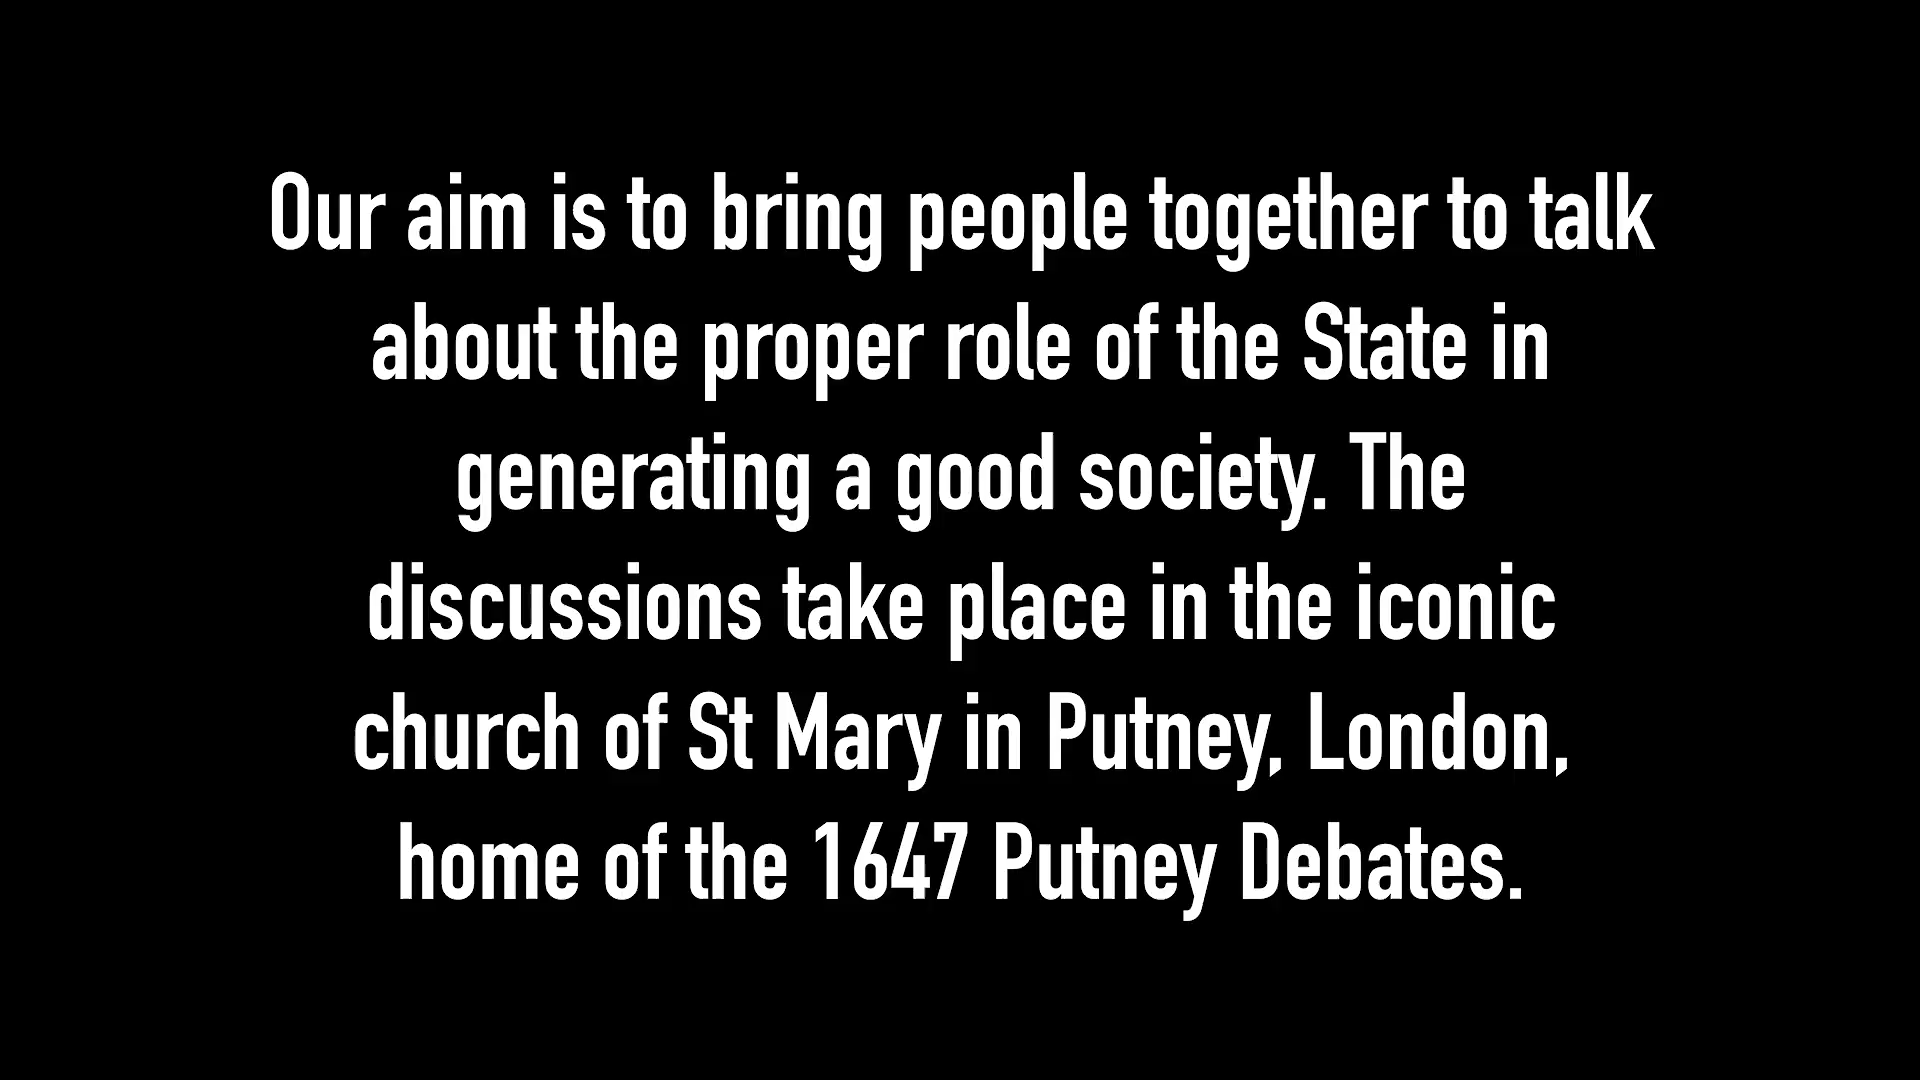 Our aim is to bring people together to talk
about the proper role of the State in
generating a good society. The
discussions take place in the iconic
church of St Mary in Putney, London,
home of the 1647 Putney Debates.